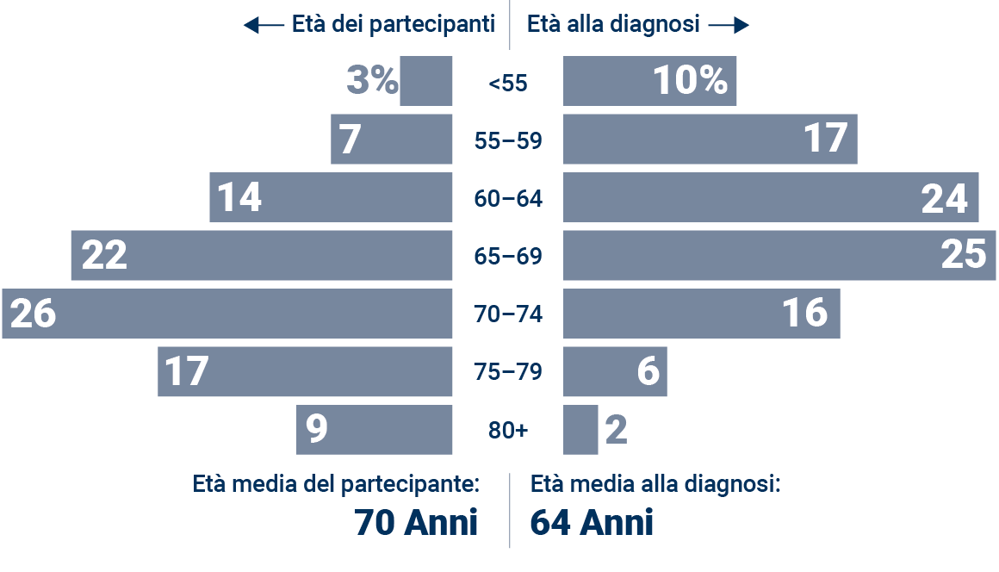 Età dei partecipanti Età alla diagnosi
3% <55 10%
7 55–59 17
14 60–64 24
22 65–69 25
26 70–74 16
17 75–79 6
9 80+ 2
Età media del partecipante: Età media alla diagnosi:
70 Anni 64 Anni